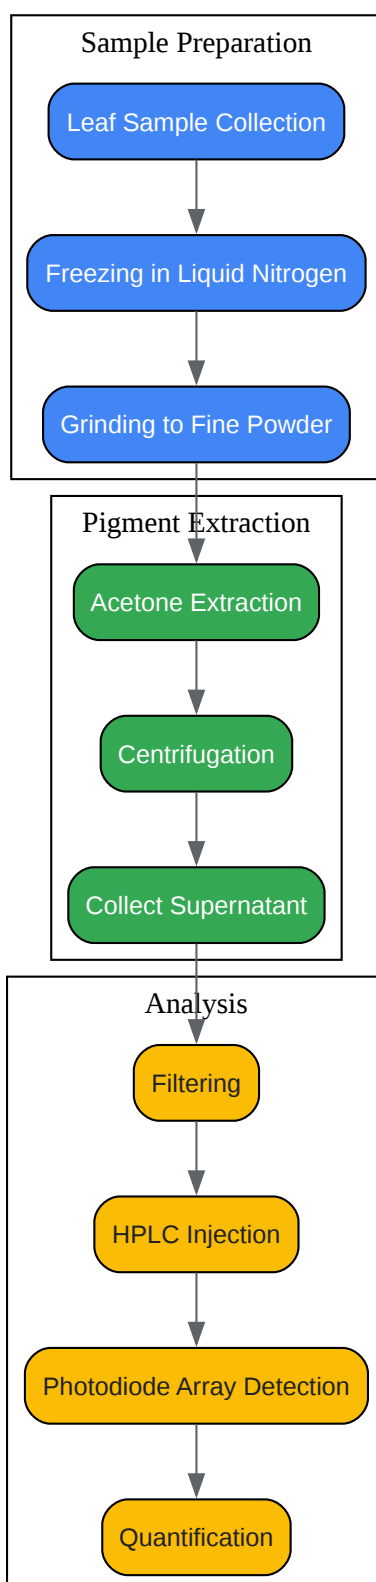 Sample Preparation
Leaf Sample Collection
Freezing in Liquid Nitrogen
Grinding to Fine Powder
Pigment Extraction
Acetone Extraction
Centrifugation
Collect Supernatant
Analysis
Filtering
HPLC Injection
Photodiode Array Detection
Quantification